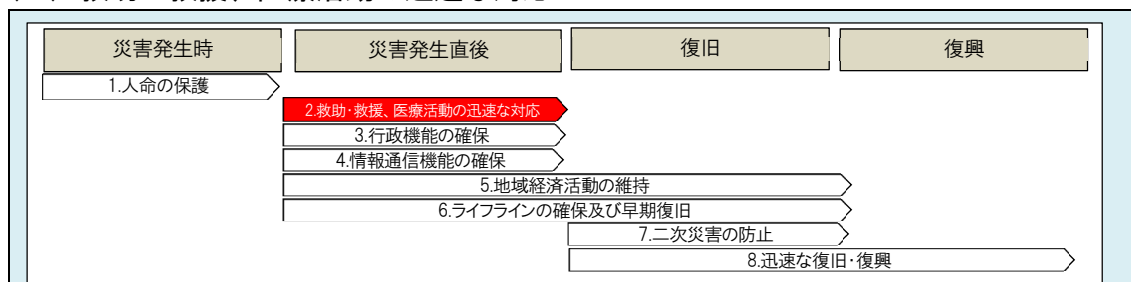 災害発生時 災害発生直後 復旧 復興
1.人命の保護
2.救助・救援、医療活動の迅速な対応
3.行政機能の確保
4.情報通信機能の確保
5.地域経済活動の維持
6.ライフラインの確保及び早期復旧
7.二次災害の防止
8.迅速な復旧・復興